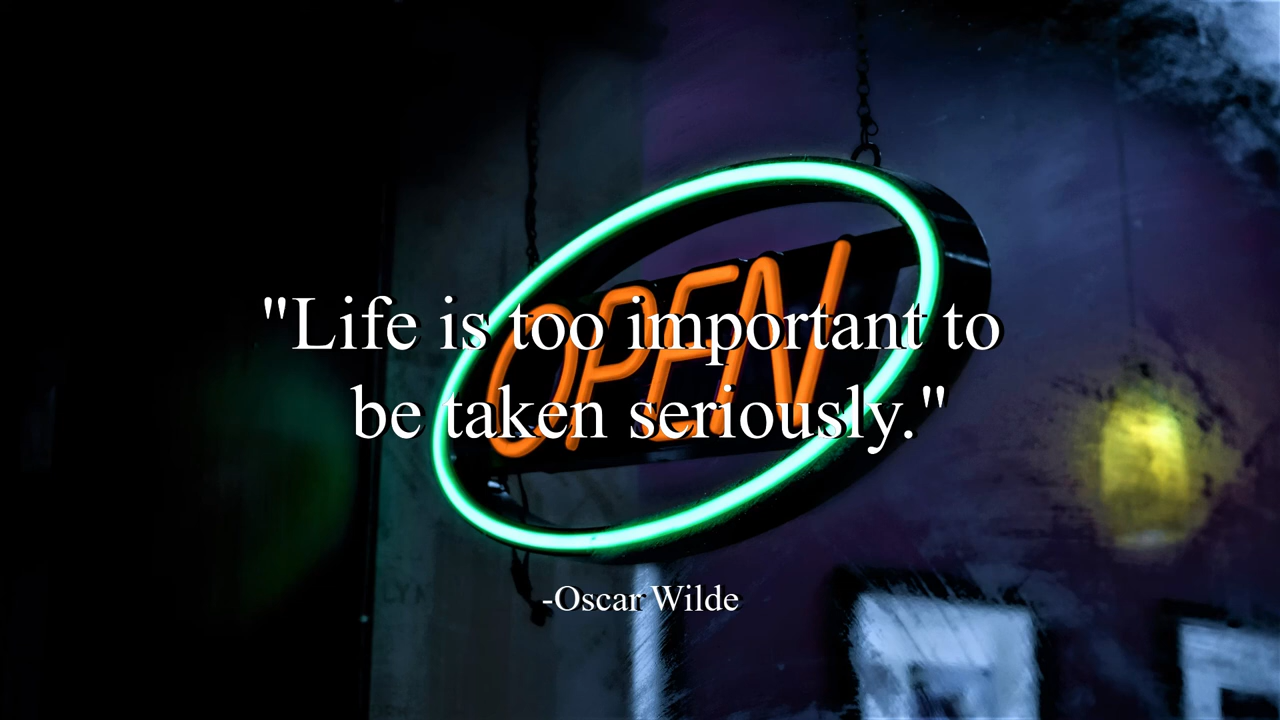 OPEN
"Life is too important to
be taken seriously."
-Oscar Wilde